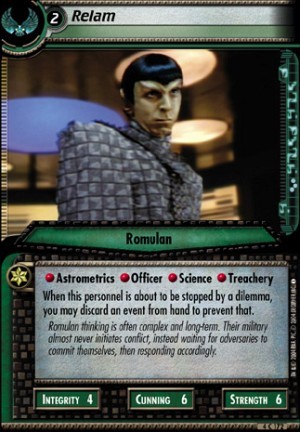 2 Relam
Romulan
Astrometrics Officer Science Treachery
When this personnel is about to be stopped by a dilemma,
you may discard an event from hand to prevent that.
Romulan thinking is often complex and long-term. Their military
almost never initiates conflict, instead waiting for adversaries to
commit themselves, then responding accordingly.
INTEGRITY 4 CUNNING 6 STRENGTH 6